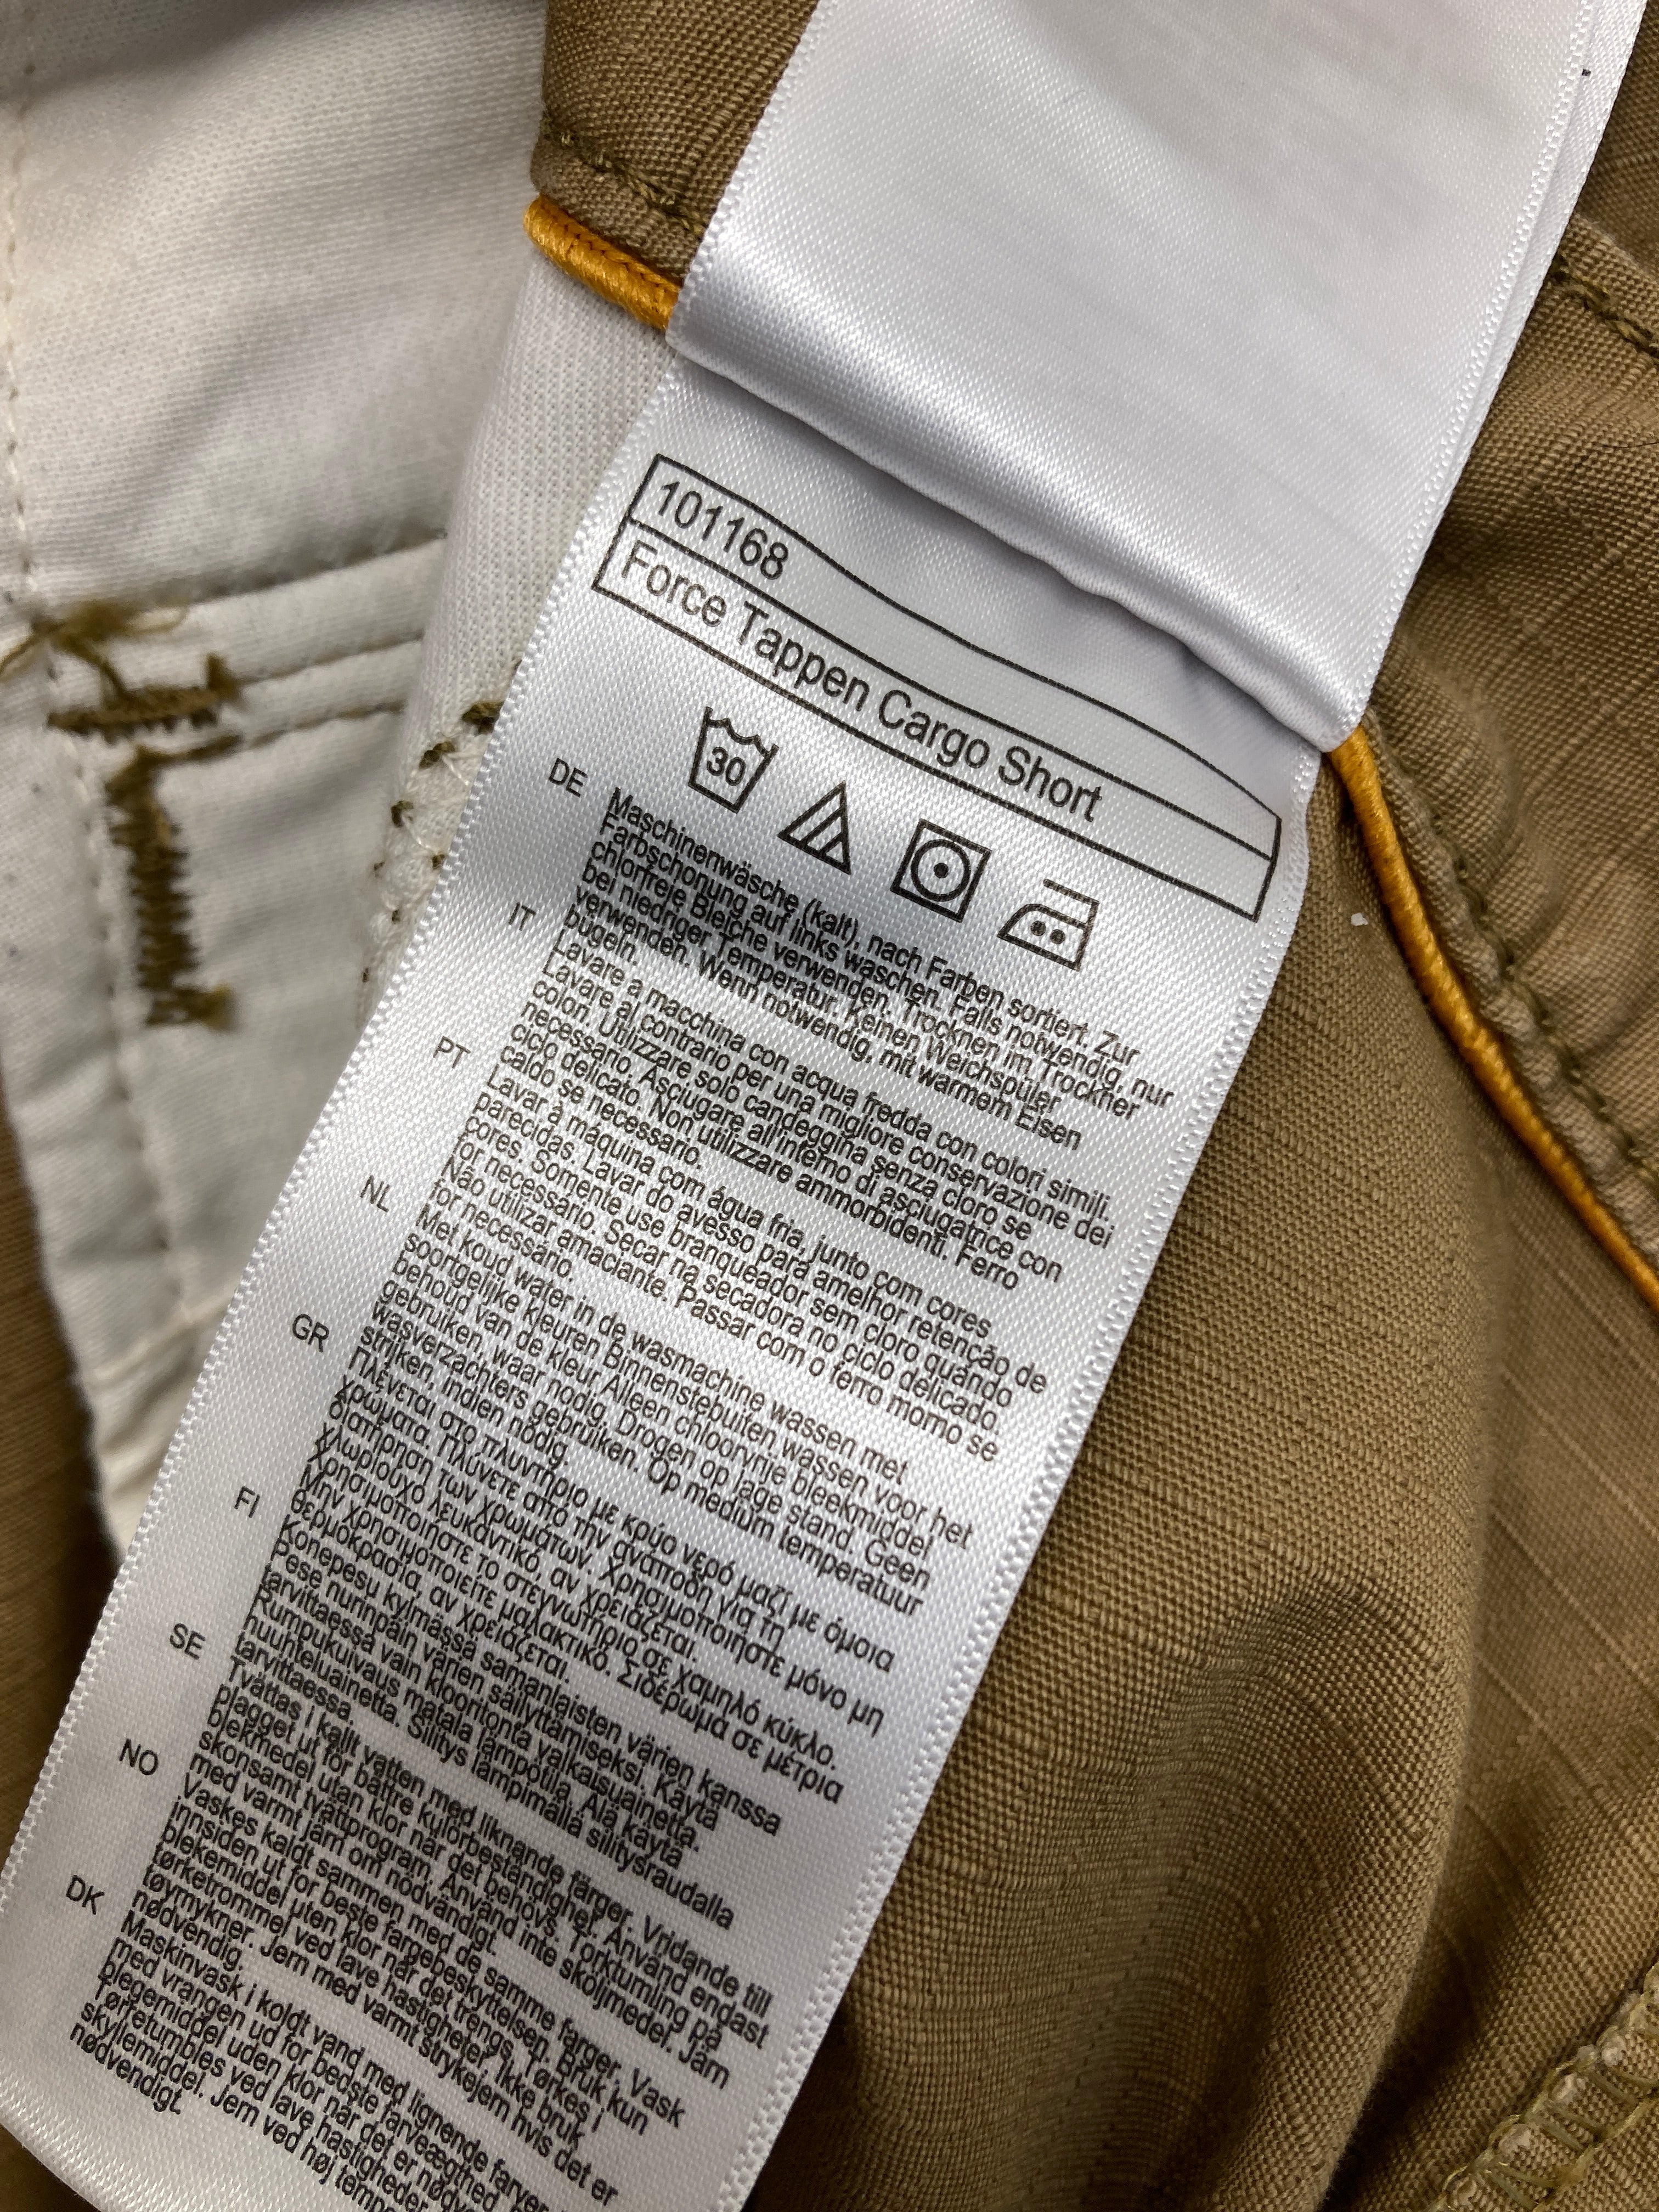 101168
Force Tappen Cargo Short
30
DE
Maschinenwäsche (kalt), nach Farben sortiert. Zur
Farbschonung auf links waschen. Falls notwendig, nur
chlorfreie Bleiche verwenden. Trocknen im Trockner
bei niedriger Temperatur. Keinen Weichspüler
verwenden. Wenn notwendig, mit warmem Eisen
bügeln.
IT
Lavare a macchina con acqua fredda con colori simili.
Lavare al contrario per una migliore conservazione dei
colori. Utilizzare solo candeggina senza cloro se
necessario. Asciugare all'interno di asciugatrice con
ciclo delicato. Non utilizzare ammorbidenti. Ferro
caldo se necessario.
PT
Lavar à máquina com água fria, junto com cores
parecidas. Lavar do avesso para amelhor retenção de
cores. Somente use branqueador sem cloro quando
for necessário. Secar na secadora no ciclo delicado.
Não utilizar amaciante. Passar com o ferro morno se
for necessário.
NL
Met koud water in de wasmachine wassen met
soortgelijke kleuren Binnenstebuiten wassen voor het
behoud van de kleur Alleen chloorvrije bleekmiddel
gebruiken, waar nodig. Drogen op lage stand. Geen
wasverzachters gebruiken. Op medium temperatuur
strijken, indien nodig.
GR
Πλένεται στο πλυντήριο με κρύο νερό μαζί με όμοια
χρώματα. Πλύνετε από την ανάποδη για τη
διατήρηση των χρωμάτων. Χρησιμοποιήστε μόνο μη
χλωριούχο λευκαντικό, αν χρειάζεται.
Χρησιμοποιήστε το στεγνωτήριο σε χαμηλό κύκλο.
Μην χρησιμοποιείτε μαλακτικό. Σιδέρωμα σε μέτρια
θερμοκρασία, αν χρειάζεται.
FI
Konepesu kylmässä samanlaisten värien kanssa
Pese nurinpäin värien säilyttämiseksi. Käytä
tarvittaessa vain klooritonta valkaisuainetta.
Rumpukuivaus matala lämpötila. Älä käytä
huuhteluainetta. Silitys lämpimällä silitysraudalla
tarvittaessa.
SE
Tvättas i kallt vatten med liknande färger. Vridande till
plagget ut för bättre kulörbeständighet. Använd endast
blekmedel utan klor när det behövs. Torktumling på
skonsamt tvättprogram. Använd inte sköljmedel. Järn
med varmt järn om nödvändigt.
NO
Vaskes kaldt sammen med de samme farger. Vask
innsiden ut for beste fargebeskyttelsen. Bruk kun
blekemiddel uten klor når det trengs. Tørkes i
tørketrommel ved lave hastigheter. Ikke bruk
tøymykner. Jern med varmt strykejern hvis det er
nødvendig.
DK
Maskinvask i koldt vand med lignende farver
med vrangen ud for bedste farveægthed.
blegemiddel uden klor når det er
Tørretumbles ved lave hastigheder
skyllemiddel. Jern ved høj
nødvendigt.